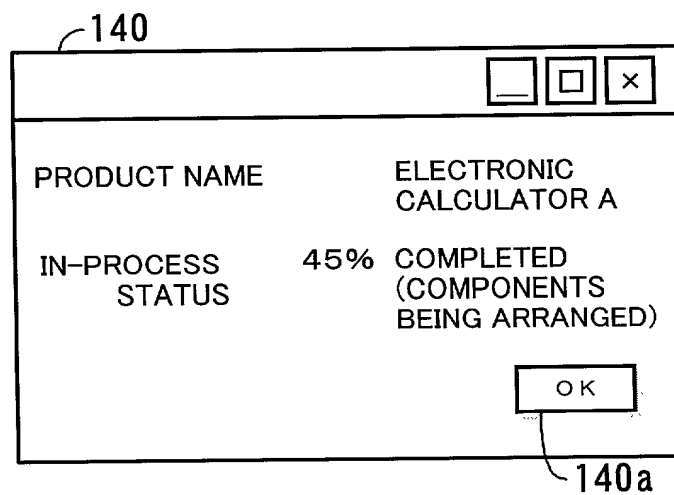 140
_ □ ×
PRODUCT NAME
ELECTRONIC
CALCULATOR A
IN-PROCESS
STATUS
45% COMPLETED
(COMPONENTS
BEING ARRANGED)
OK
140a